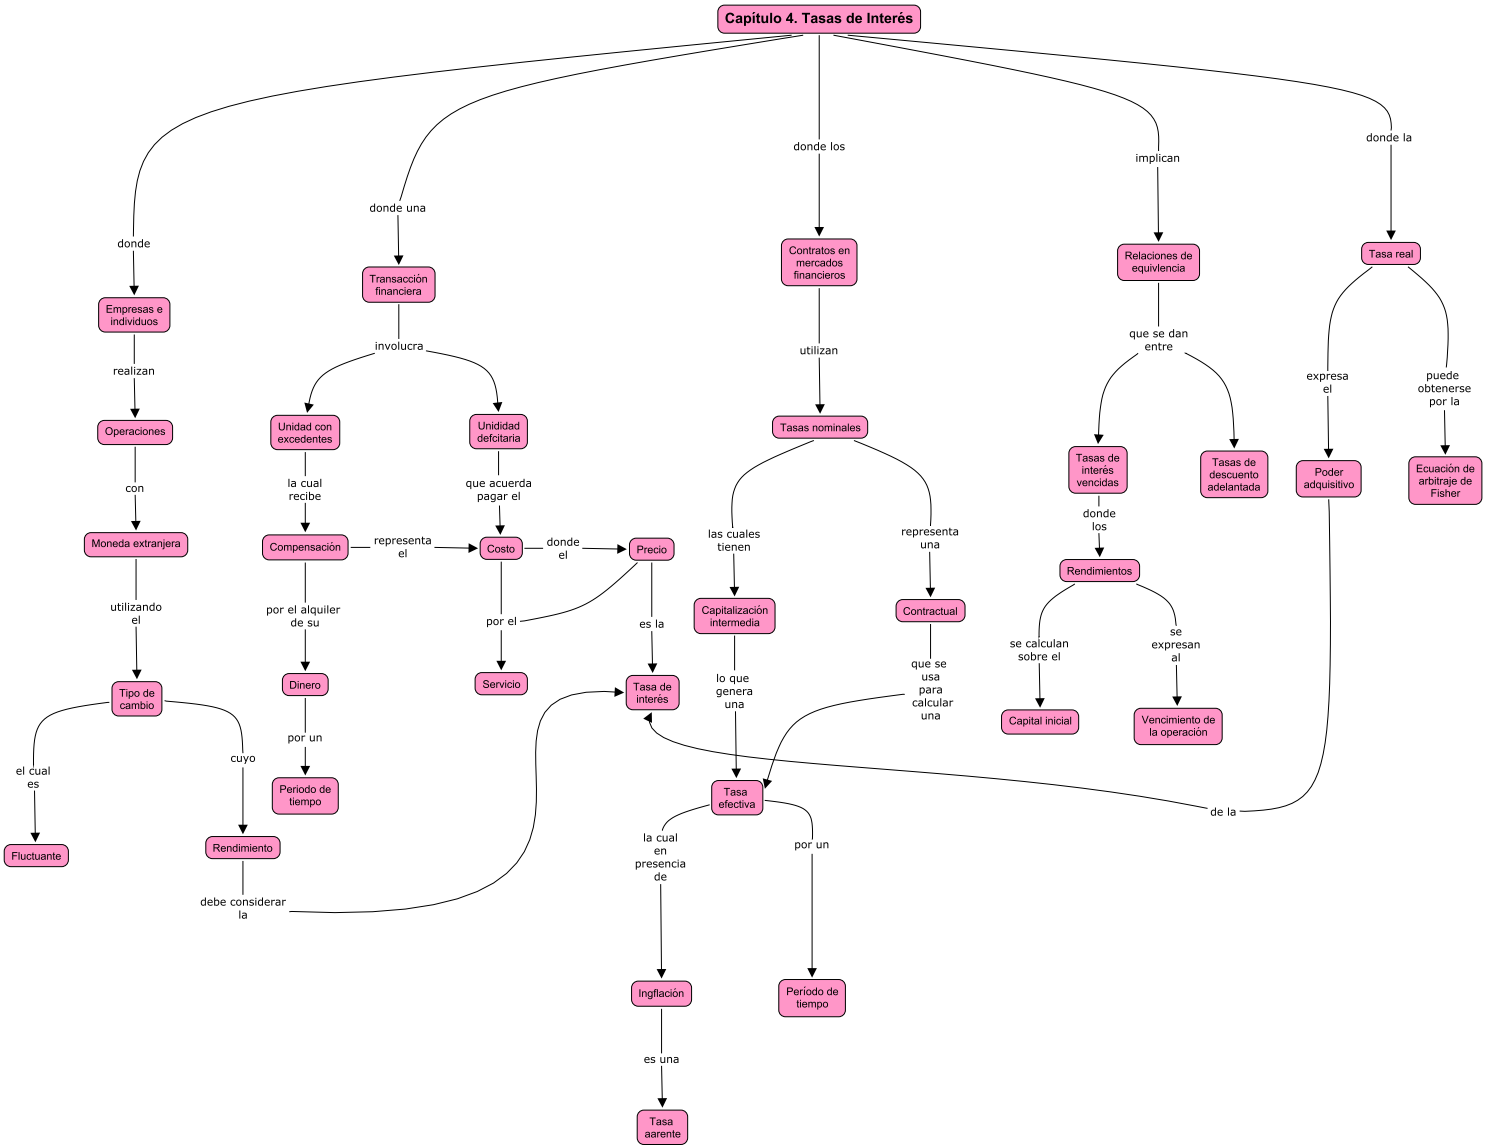 Capítulo 4. Tasas de Interés
donde
Empresas e
individuos
realizan
Operaciones
con
Moneda extranjera
utilizando
el
Tipo de
cambio
el cual
es
Fluctuante
cuyo
Rendimiento
debe considerar
la
donde una
Transacción
financiera
involucra
Unidad con
excedentes
la cual
recibe
Compensación
representa
el
por el alquiler
de su
Dinero
por un
Periodo de
tiempo
Unididad
defcitaria
que acuerda
pagar el
Costo
donde
el
Precio
por el
Servicio
es la
Tasa de
interés
donde los
Contratos en
mercados
financieros
utilizan
Tasas nominales
las cuales
tienen
Capitalización
intermedia
lo que
genera
una
representa
una
Contractual
que se
usa
para
calcular
una
Tasa
efectiva
la cual
en
presencia
de
Ingflación
es una
Tasa
aarente
por un
Período de
tiempo
implican
Relaciones de
equivlencia
que se dan
entre
Tasas de
interés
vencidas
donde
los
Rendimientos
se calculan
sobre el
Capital inicial
se
expresan
al
Vencimiento de
la operación
Tasas de
descuento
adelantada
donde la
Tasa real
expresa
el
Poder
adquisitivo
de la
puede
obtenerse
por la
Ecuación de
arbitraje de
Fisher